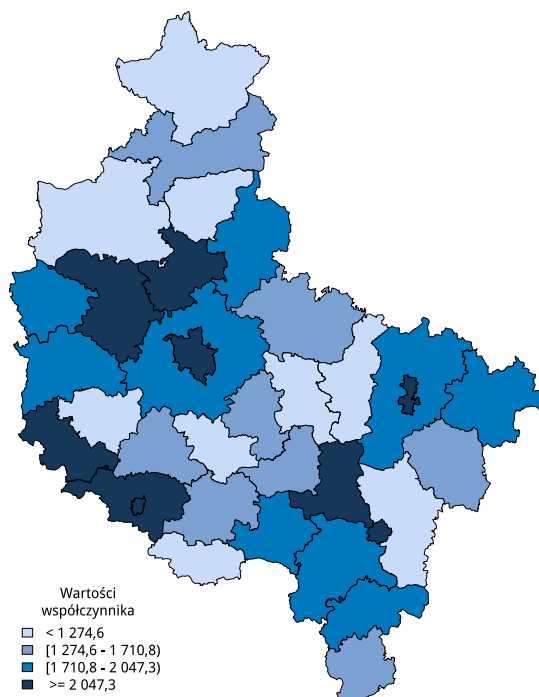 Wartości
współczynnika
< 1 274,6
[1 274,6 - 1 710,8)
[1 710,8 - 2 047,3)
>= 2 047,3